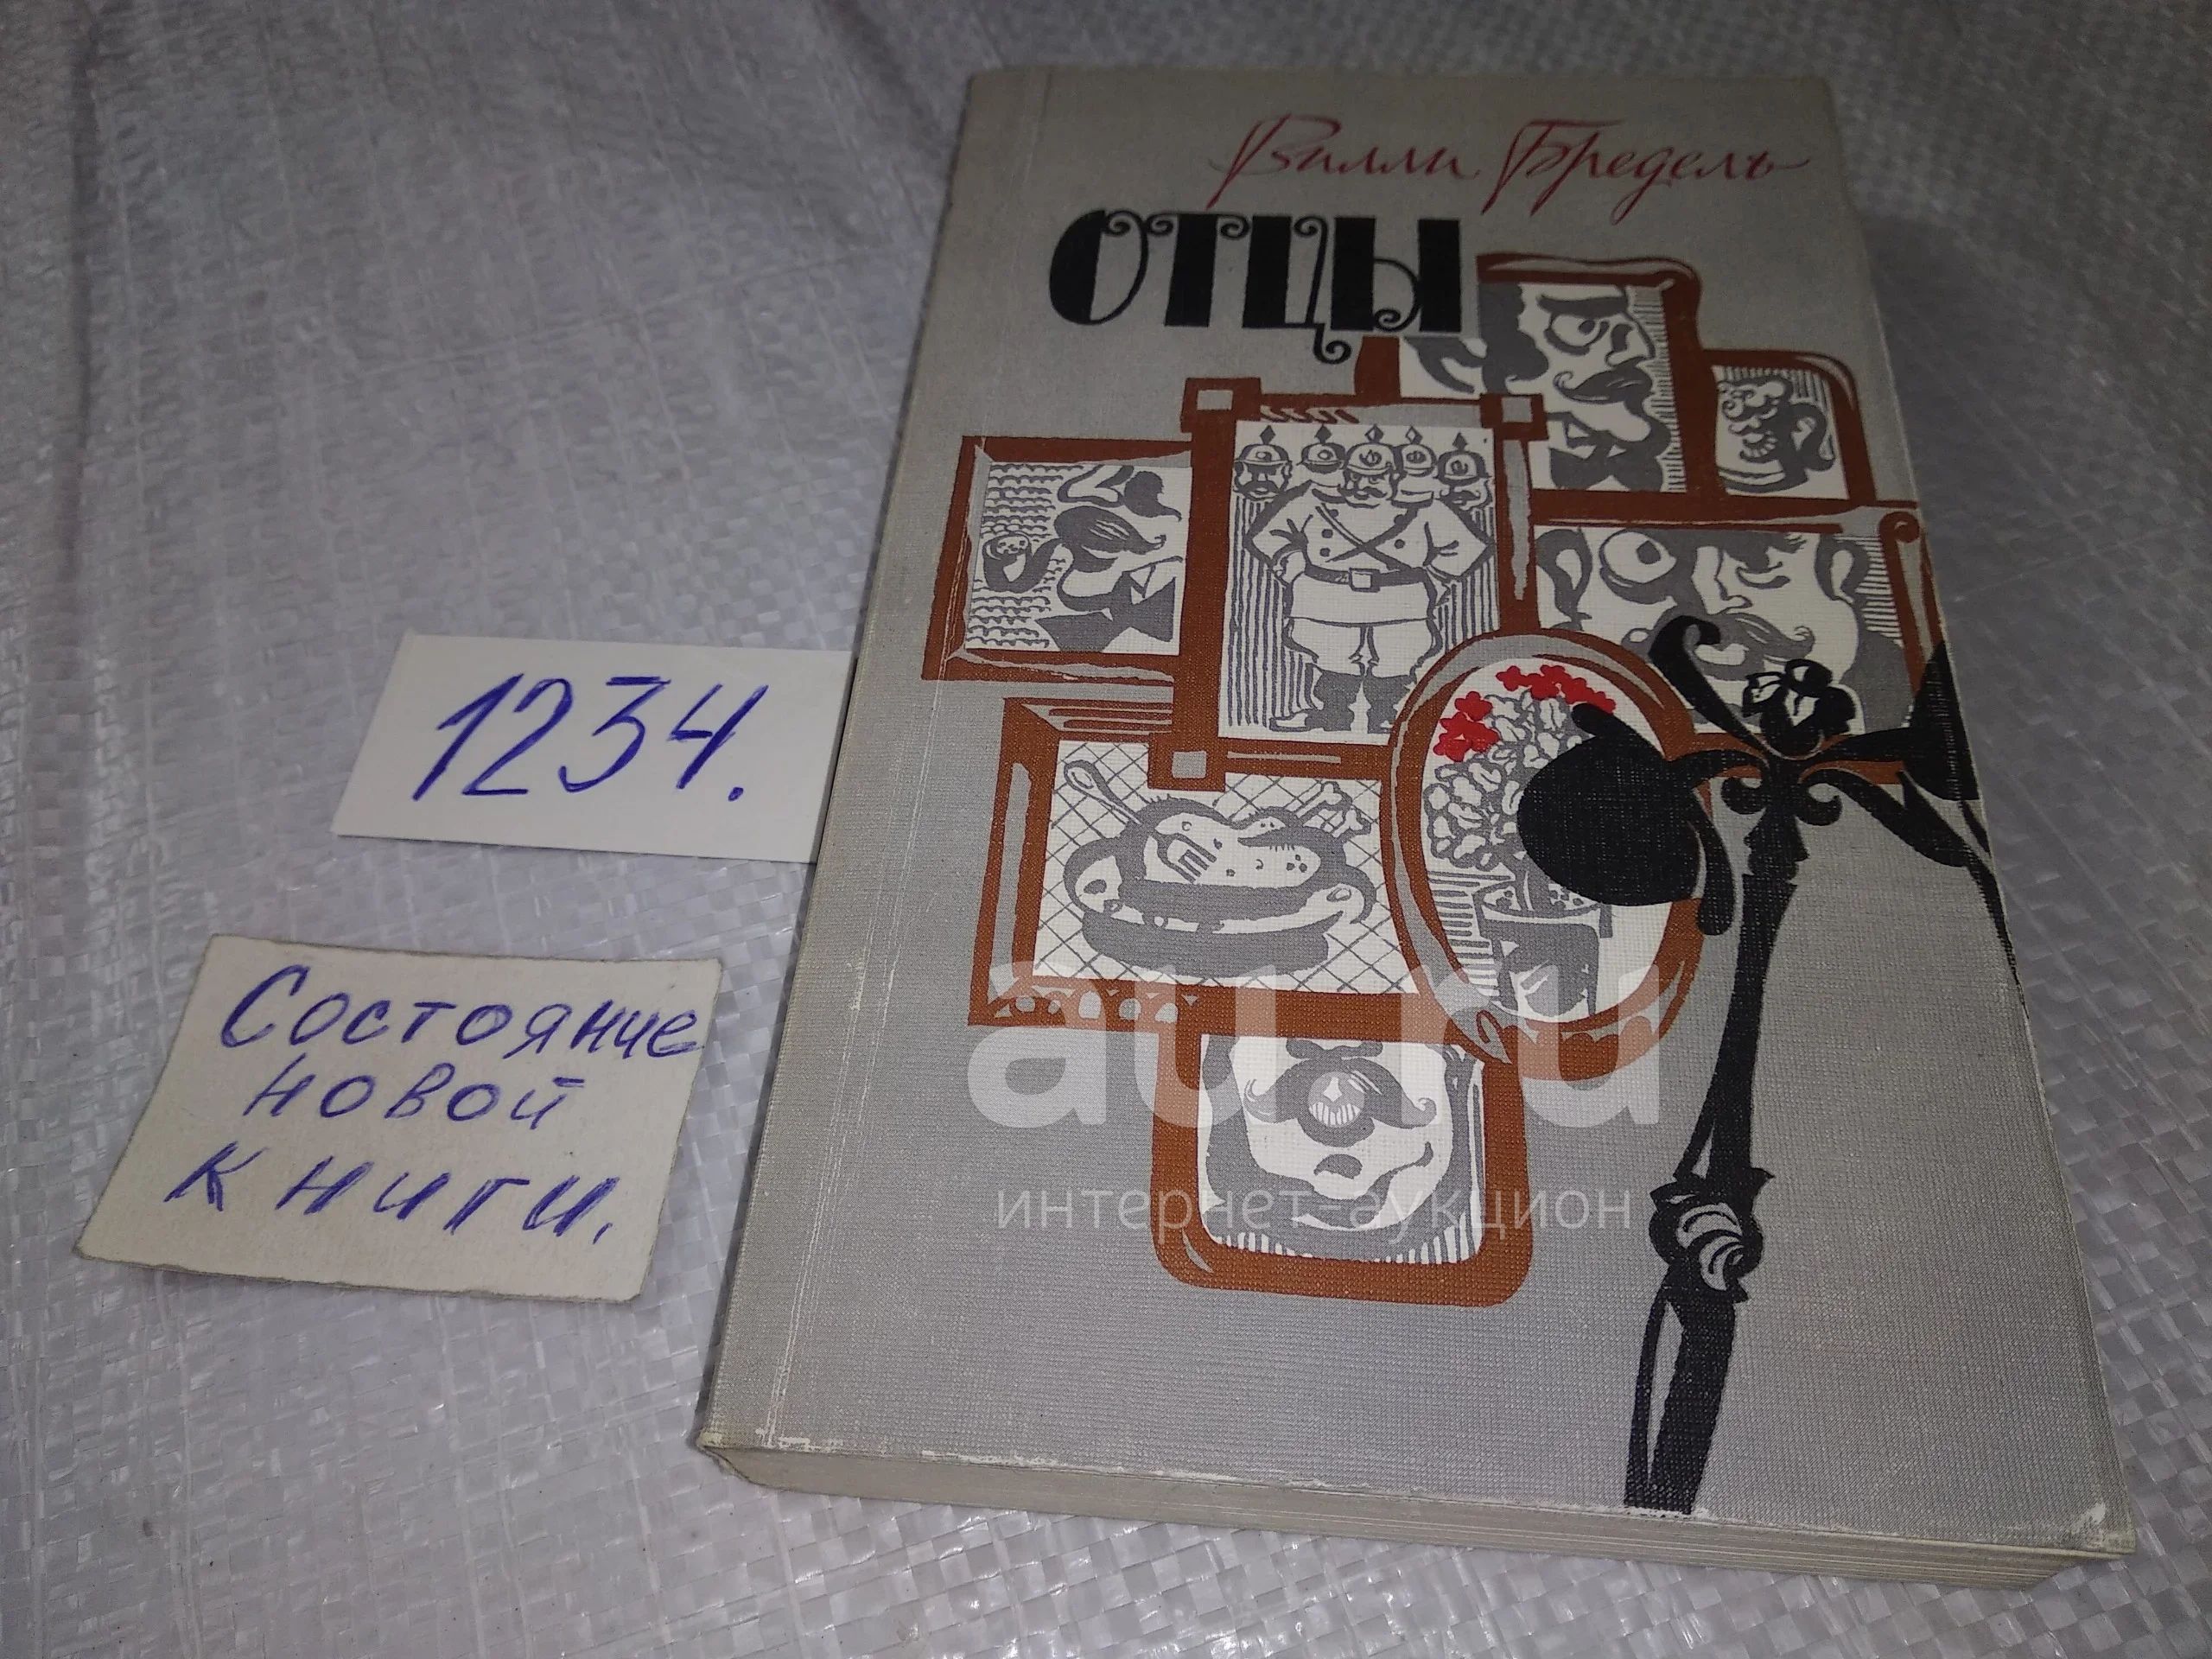 Вилли Бредель
ОТЦЫ
1234.
Состояние
новой
книги.
au.ru
интернет-аукцион